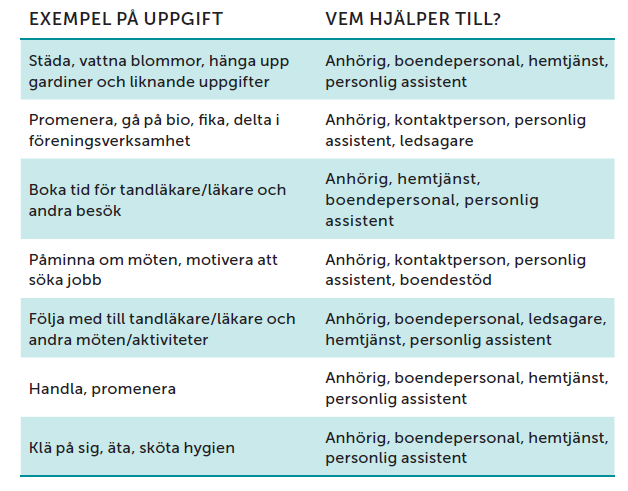 EXEMPEL PÅ UPPGIFT
VEM HJÄLPER TILL?
Städa, vattna blommor, hänga upp
gardiner och liknande uppgifter
Anhörig, boendepersonal, hemtjänst,
personlig assistent
Promenera, gå på bio, fika, delta i
föreningsverksamhet
Anhörig, kontaktperson, personlig
assistent, ledsagare
Boka tid för tandläkare/läkare och
andra besök
Anhörig, hemtjänst,
boendepersonal, personlig
assistent
Påminna om möten, motivera att
söka jobb
Anhörig, kontaktperson, personlig
assistent, boendestöd
Följa med till tandläkare/läkare och
andra möten/aktiviteter
Anhörig, boendepersonal, ledsagare,
hemtjänst, personlig assistent
Handla, promenera
Anhörig, boendepersonal, hemtjänst,
personlig assistent
Klä på sig, äta, sköta hygien
Anhörig, boendepersonal, hemtjänst,
personlig assistent